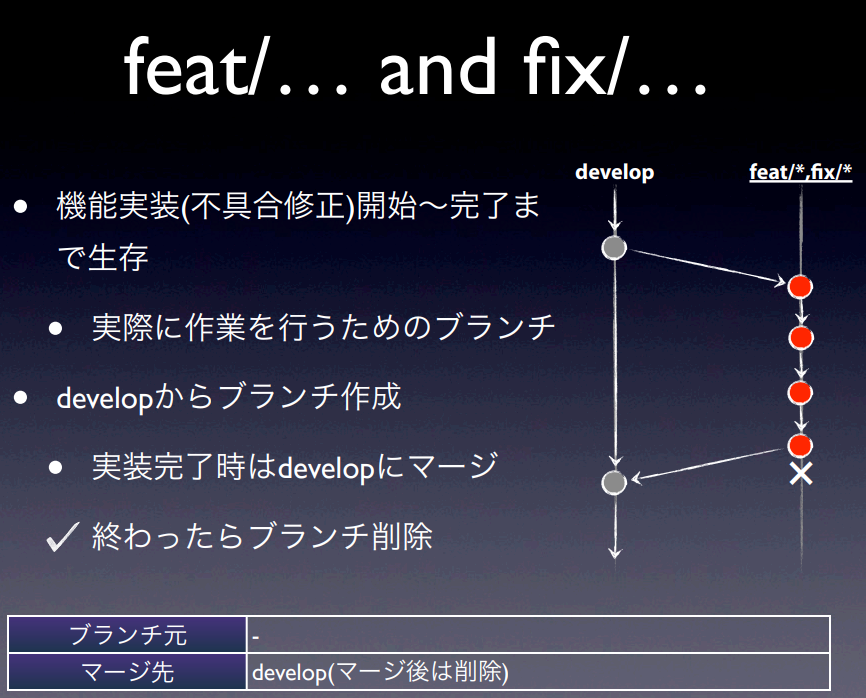 feat/… and fix/…
develop
feat/*,fix/*
機能実装(不具合修正)開始〜完了ま
で生存
実際に作業を行うためのブランチ
developからブランチ作成
実装完了時はdevelopにマージ
終わったらブランチ削除
ブランチ元 -
マージ先 develop(マージ後は削除)